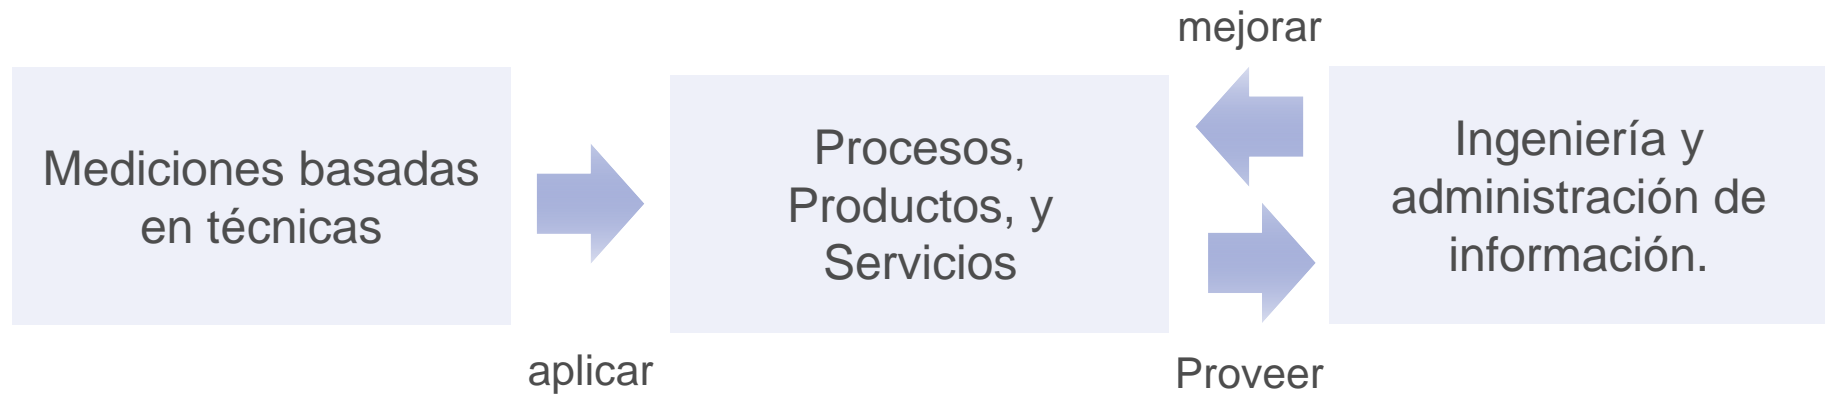 mejorar
Mediciones basadas
en técnicas
Procesos,
Productos, y
Servicios
Ingeniería y
administración de
información.
aplicar
Proveer